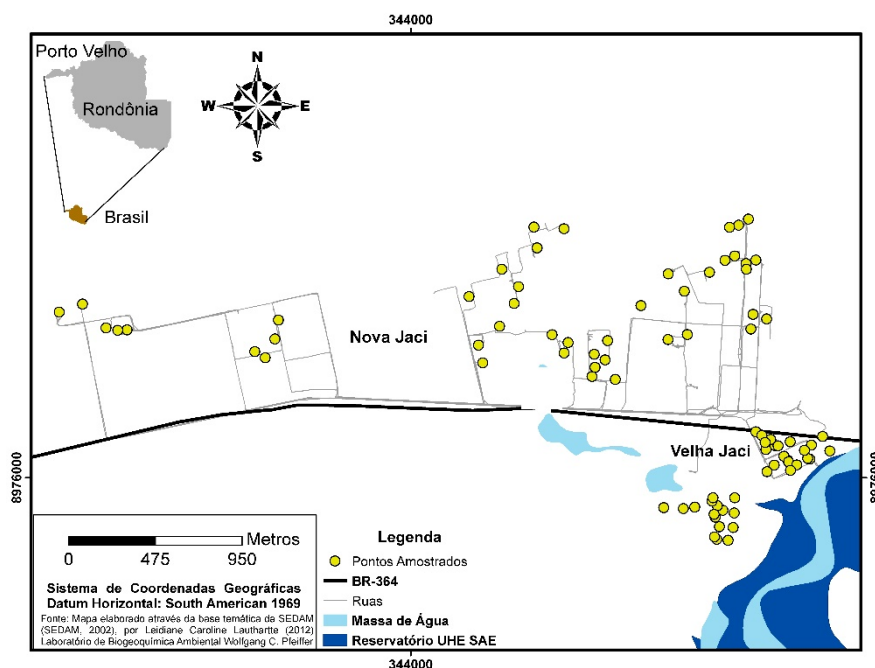 344000
Porto Velho
Rondônia
Brasil
N
W E
S
Nova Jaci
Velha Jaci
8976000
8976000
Metros
0 475 950
Sistema de Coordenadas Geográficas
Datum Horizontal: South American 1969
Fonte: Mapa elaborado através da base temática da SEDAM
(SEDAM, 2002), por Leidiane Caroline Lauthartte (2012)
Laboratório de Biogeoquímica Ambiental Wolfgang C. Pfeiffer
Legenda
Pontos Amostrados
BR-364
Ruas
Massa de Água
Reservatório UHE SAE
344000